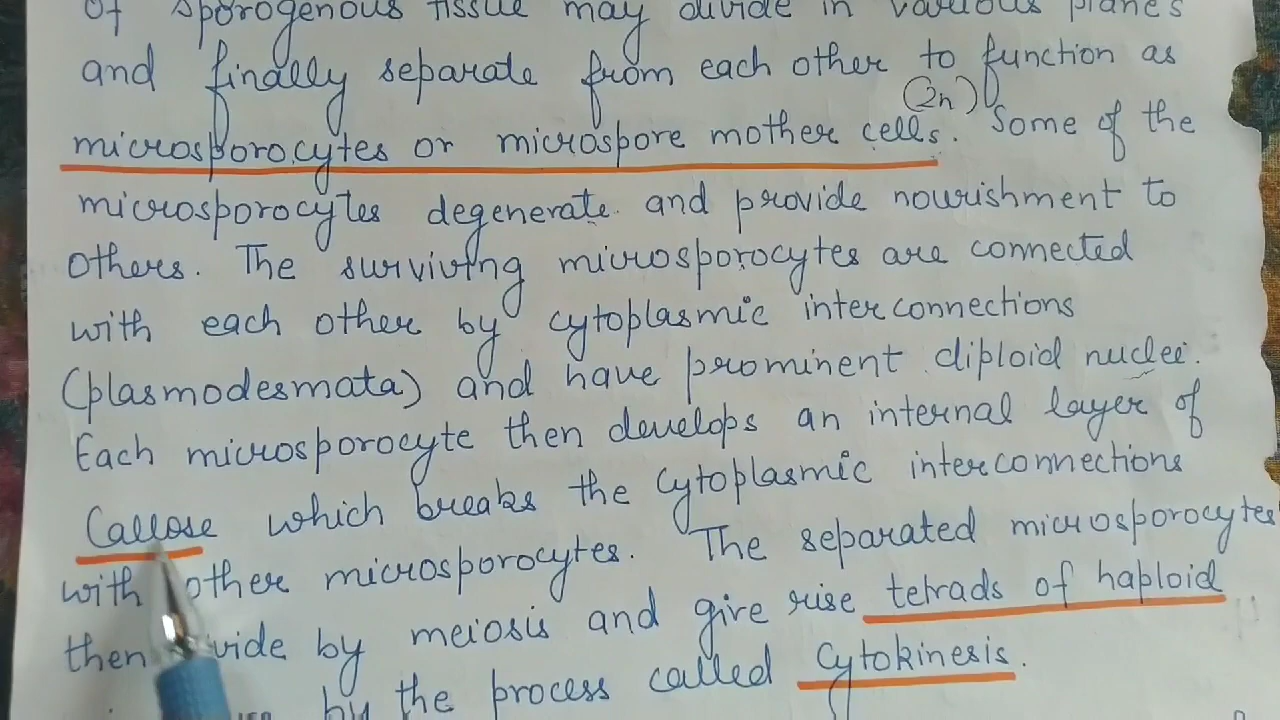 of sporogenous tissue may divide in various planes
and finally separate from each other to function as
(2n)
microsporocytes or microspore mother cells. Some of the
microsporocytes degenerate and provide nourishment to
others. The surviving microsporocytes are connected
with each other by cytoplasmic interconnections
(plasmodesmata) and have prominent diploid nuclei.
Each microsporocyte then develops an internal layer of
Callose which breaks the cytoplasmic interconnections
with other microsporocytes. The separated microsporocytes
then vide by meiosis and give rise tetrads of haploid
by the process called Cytokinesis.